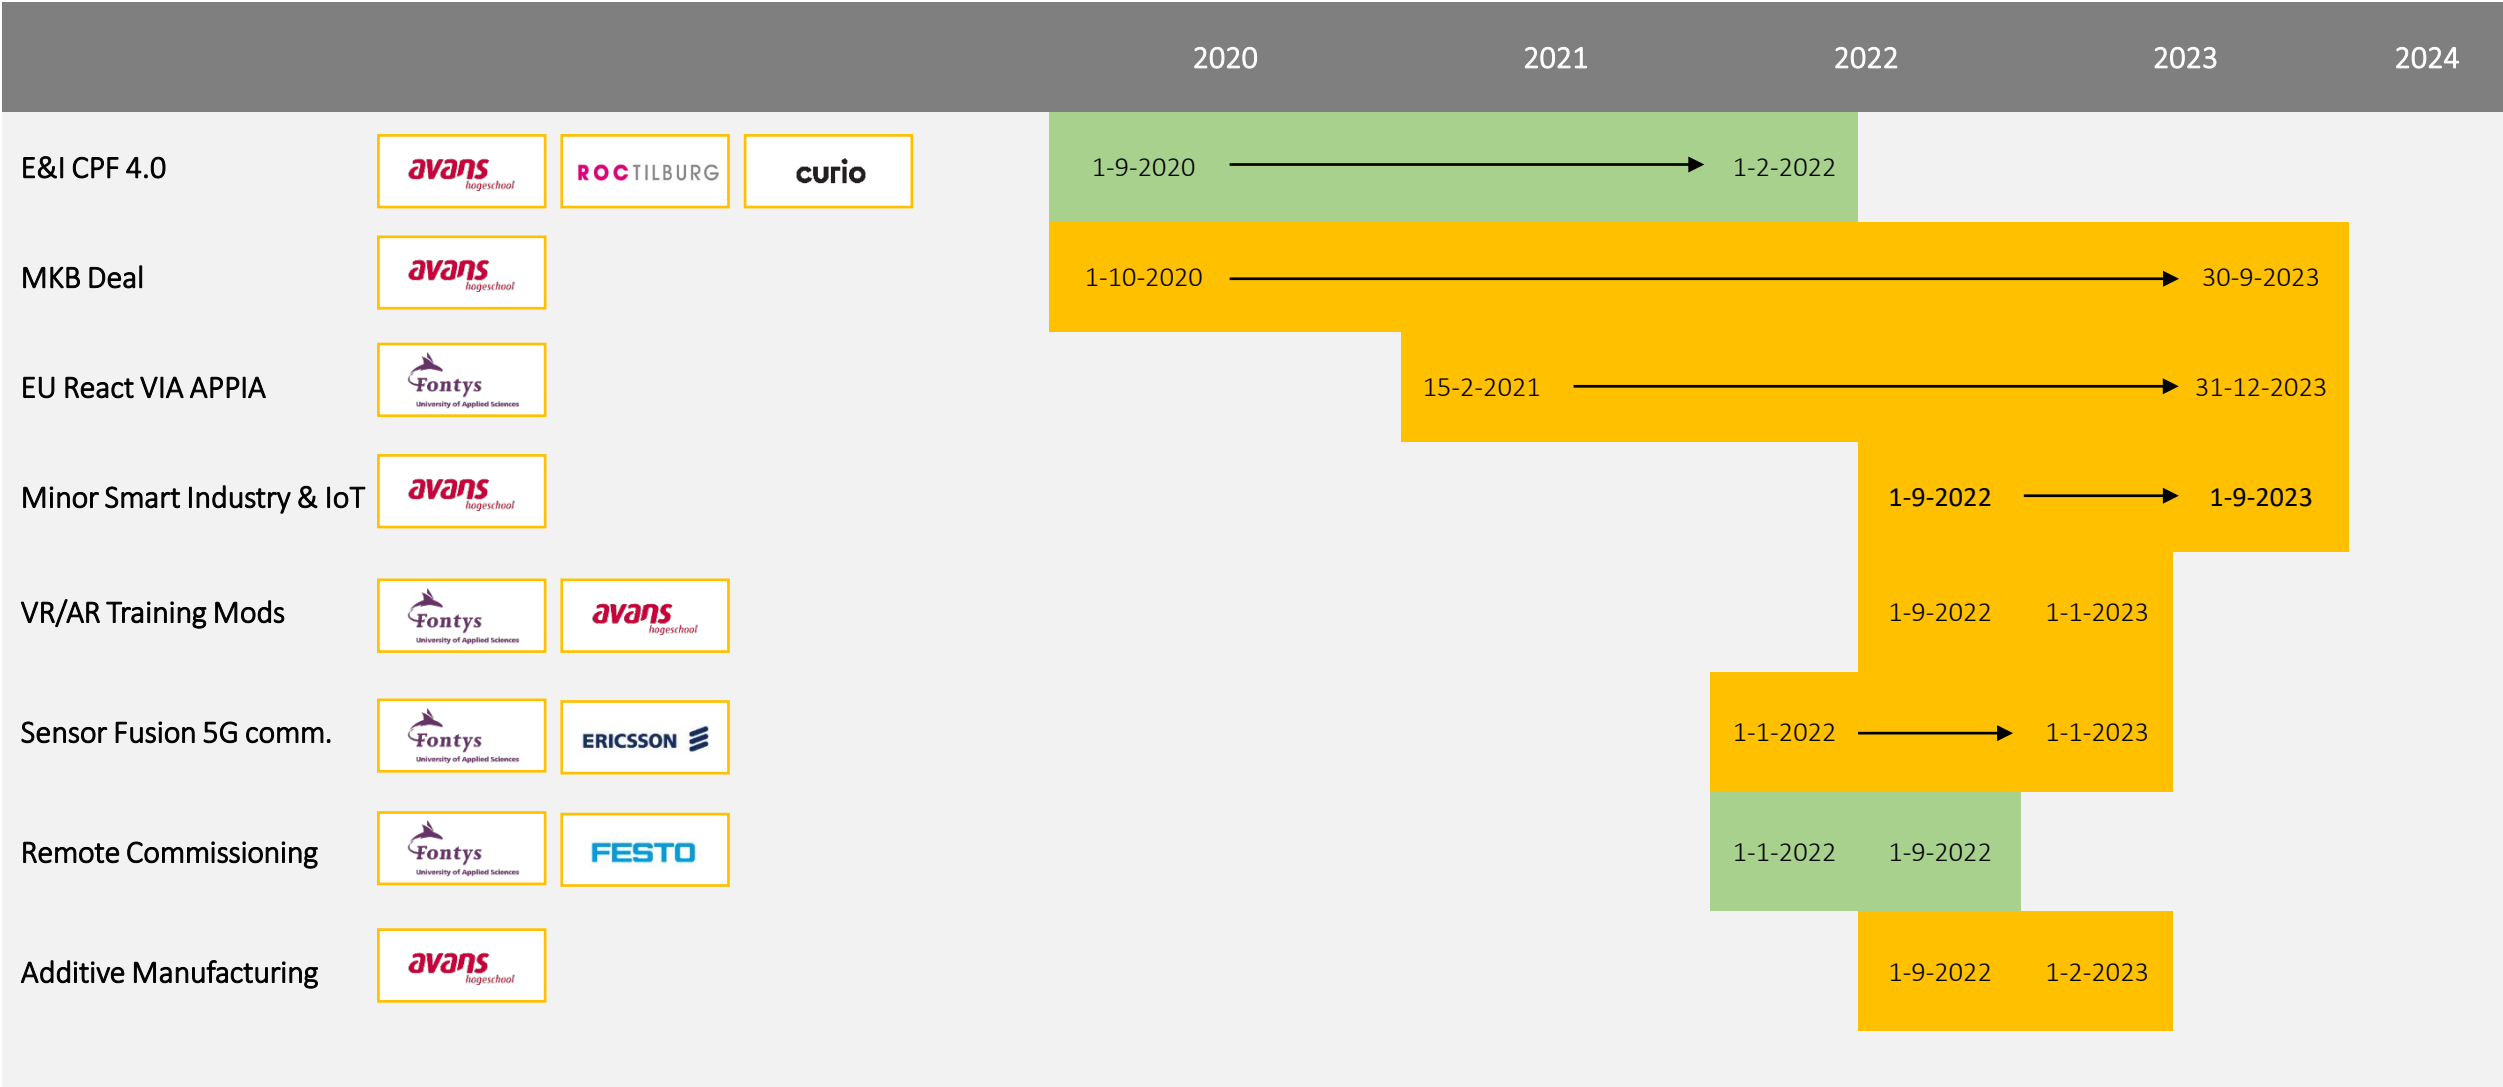 2020 2021 2022 2023 2024
E&I CPF 4.0 avans hogeschool ROCTILBURG curio 1-9-2020 1-2-2022
MKB Deal avans hogeschool 1-10-2020 30-9-2023
EU React VIA APPIA Fontys University of Applied Sciences 15-2-2021 31-12-2023
Minor Smart Industry & IoT avans hogeschool 1-9-2022 1-9-2023
VR/AR Training Mods Fontys University of Applied Sciences avans hogeschool 1-9-2022 1-1-2023
Sensor Fusion 5G comm. Fontys University of Applied Sciences ERICSSON 1-1-2022 1-1-2023
Remote Commissioning Fontys University of Applied Sciences FESTO 1-1-2022 1-9-2022
Additive Manufacturing avans hogeschool 1-9-2022 1-2-2023